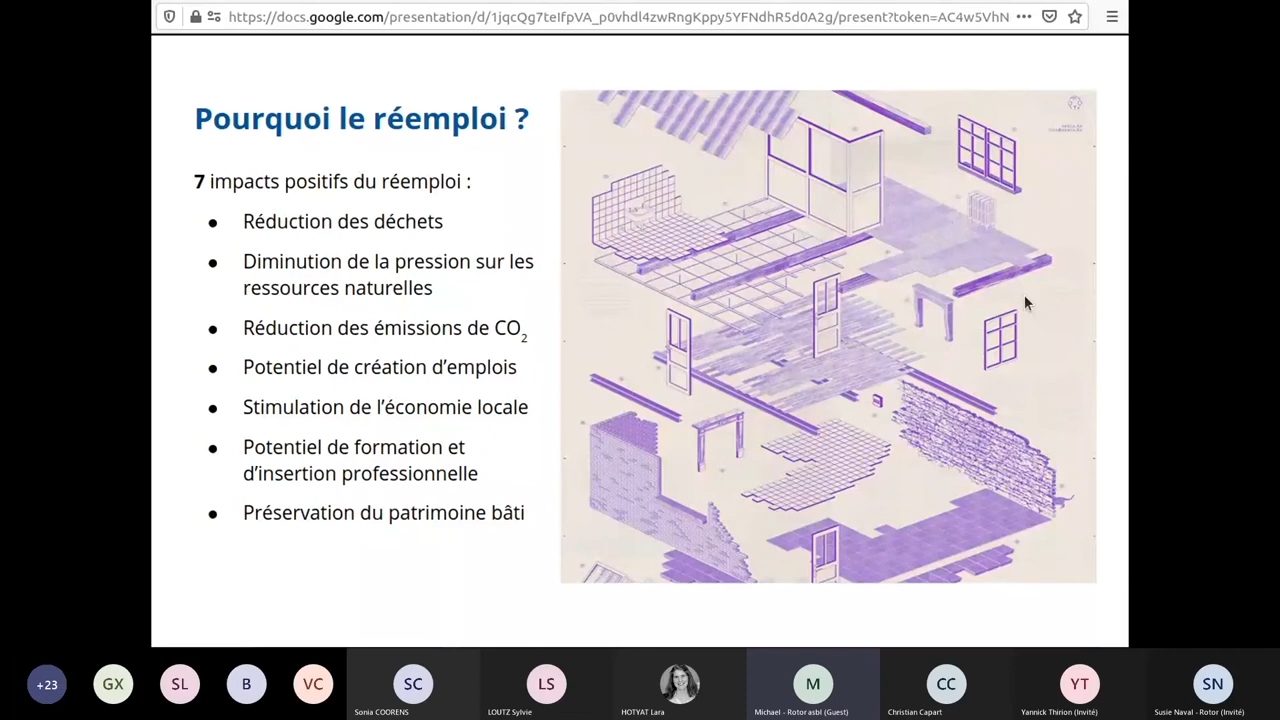 https://docs.google.com/presentation/d/1jqcQg7teIfpVA_p0vhdl4zwRngKppy5YFNdhR5d0A2g/present?token=AC4w5VhN
Pourquoi le réemploi ?
7 impacts positifs du réemploi :
● Réduction des déchets
● Diminution de la pression sur les
ressources naturelles
● Réduction des émissions de CO₂
● Potentiel de création d'emplois
● Stimulation de l'économie locale
● Potentiel de formation et
d'insertion professionnelle
● Préservation du patrimoine bâti
+23 GX SL B VC SC LS M CC YT SN
Sonia COORENS LOUTZ Sylvie HOTYAT Lara Michael - Rotor asbl (Guest) Christian Capart Yannick Thirion (Invité) Susie Naval - Rotor (Invité)